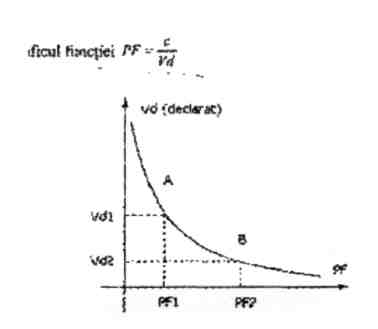 ficul funcției PF = c/Vd
Vd (declarat)
A
Vd1
B
Vd2
PF
PF1 PF2